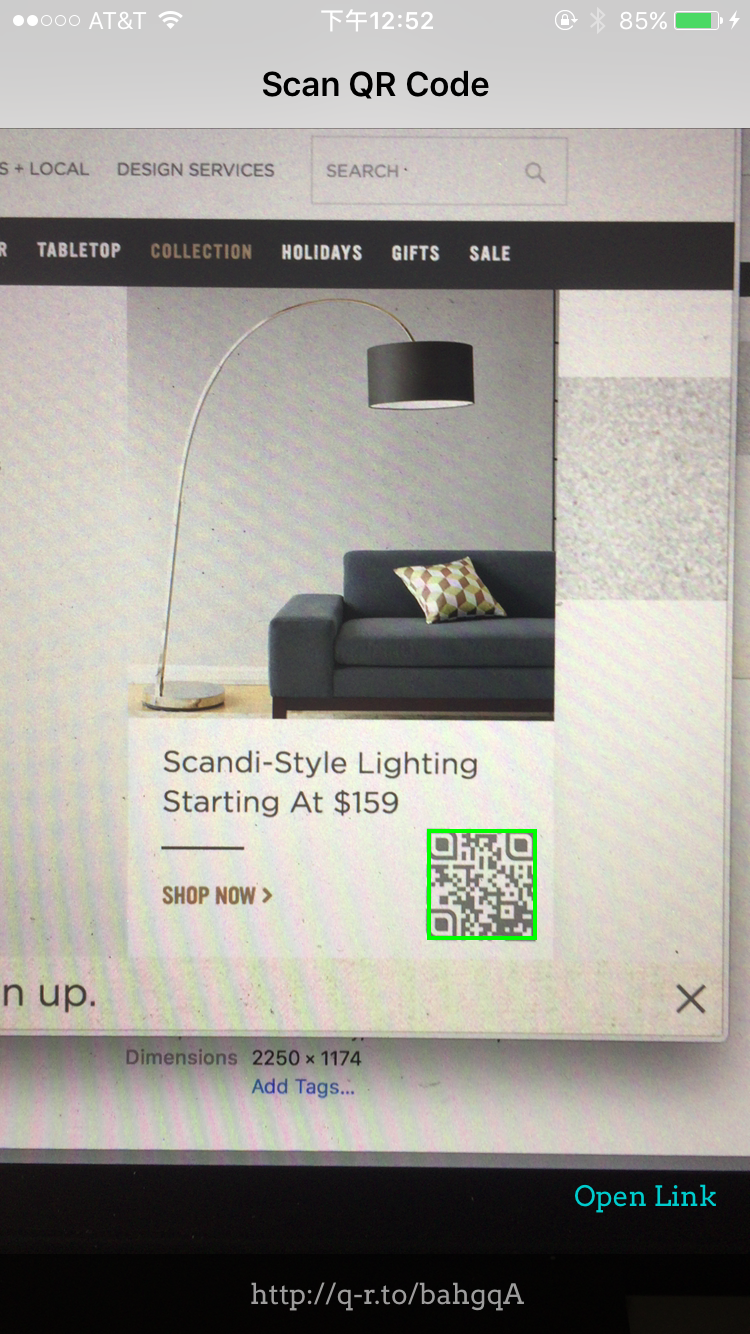 AT&T 下午12:52 85%
Scan QR Code
S + LOCAL DESIGN SERVICES SEARCH
R TABLETOP COLLECTION HOLIDAYS GIFTS SALE
Scandi-Style Lighting
Starting At $159
SHOP NOW >
n up.
Dimensions 2250 × 1174
Add Tags...
Open Link
http://q-r.to/bahgqA